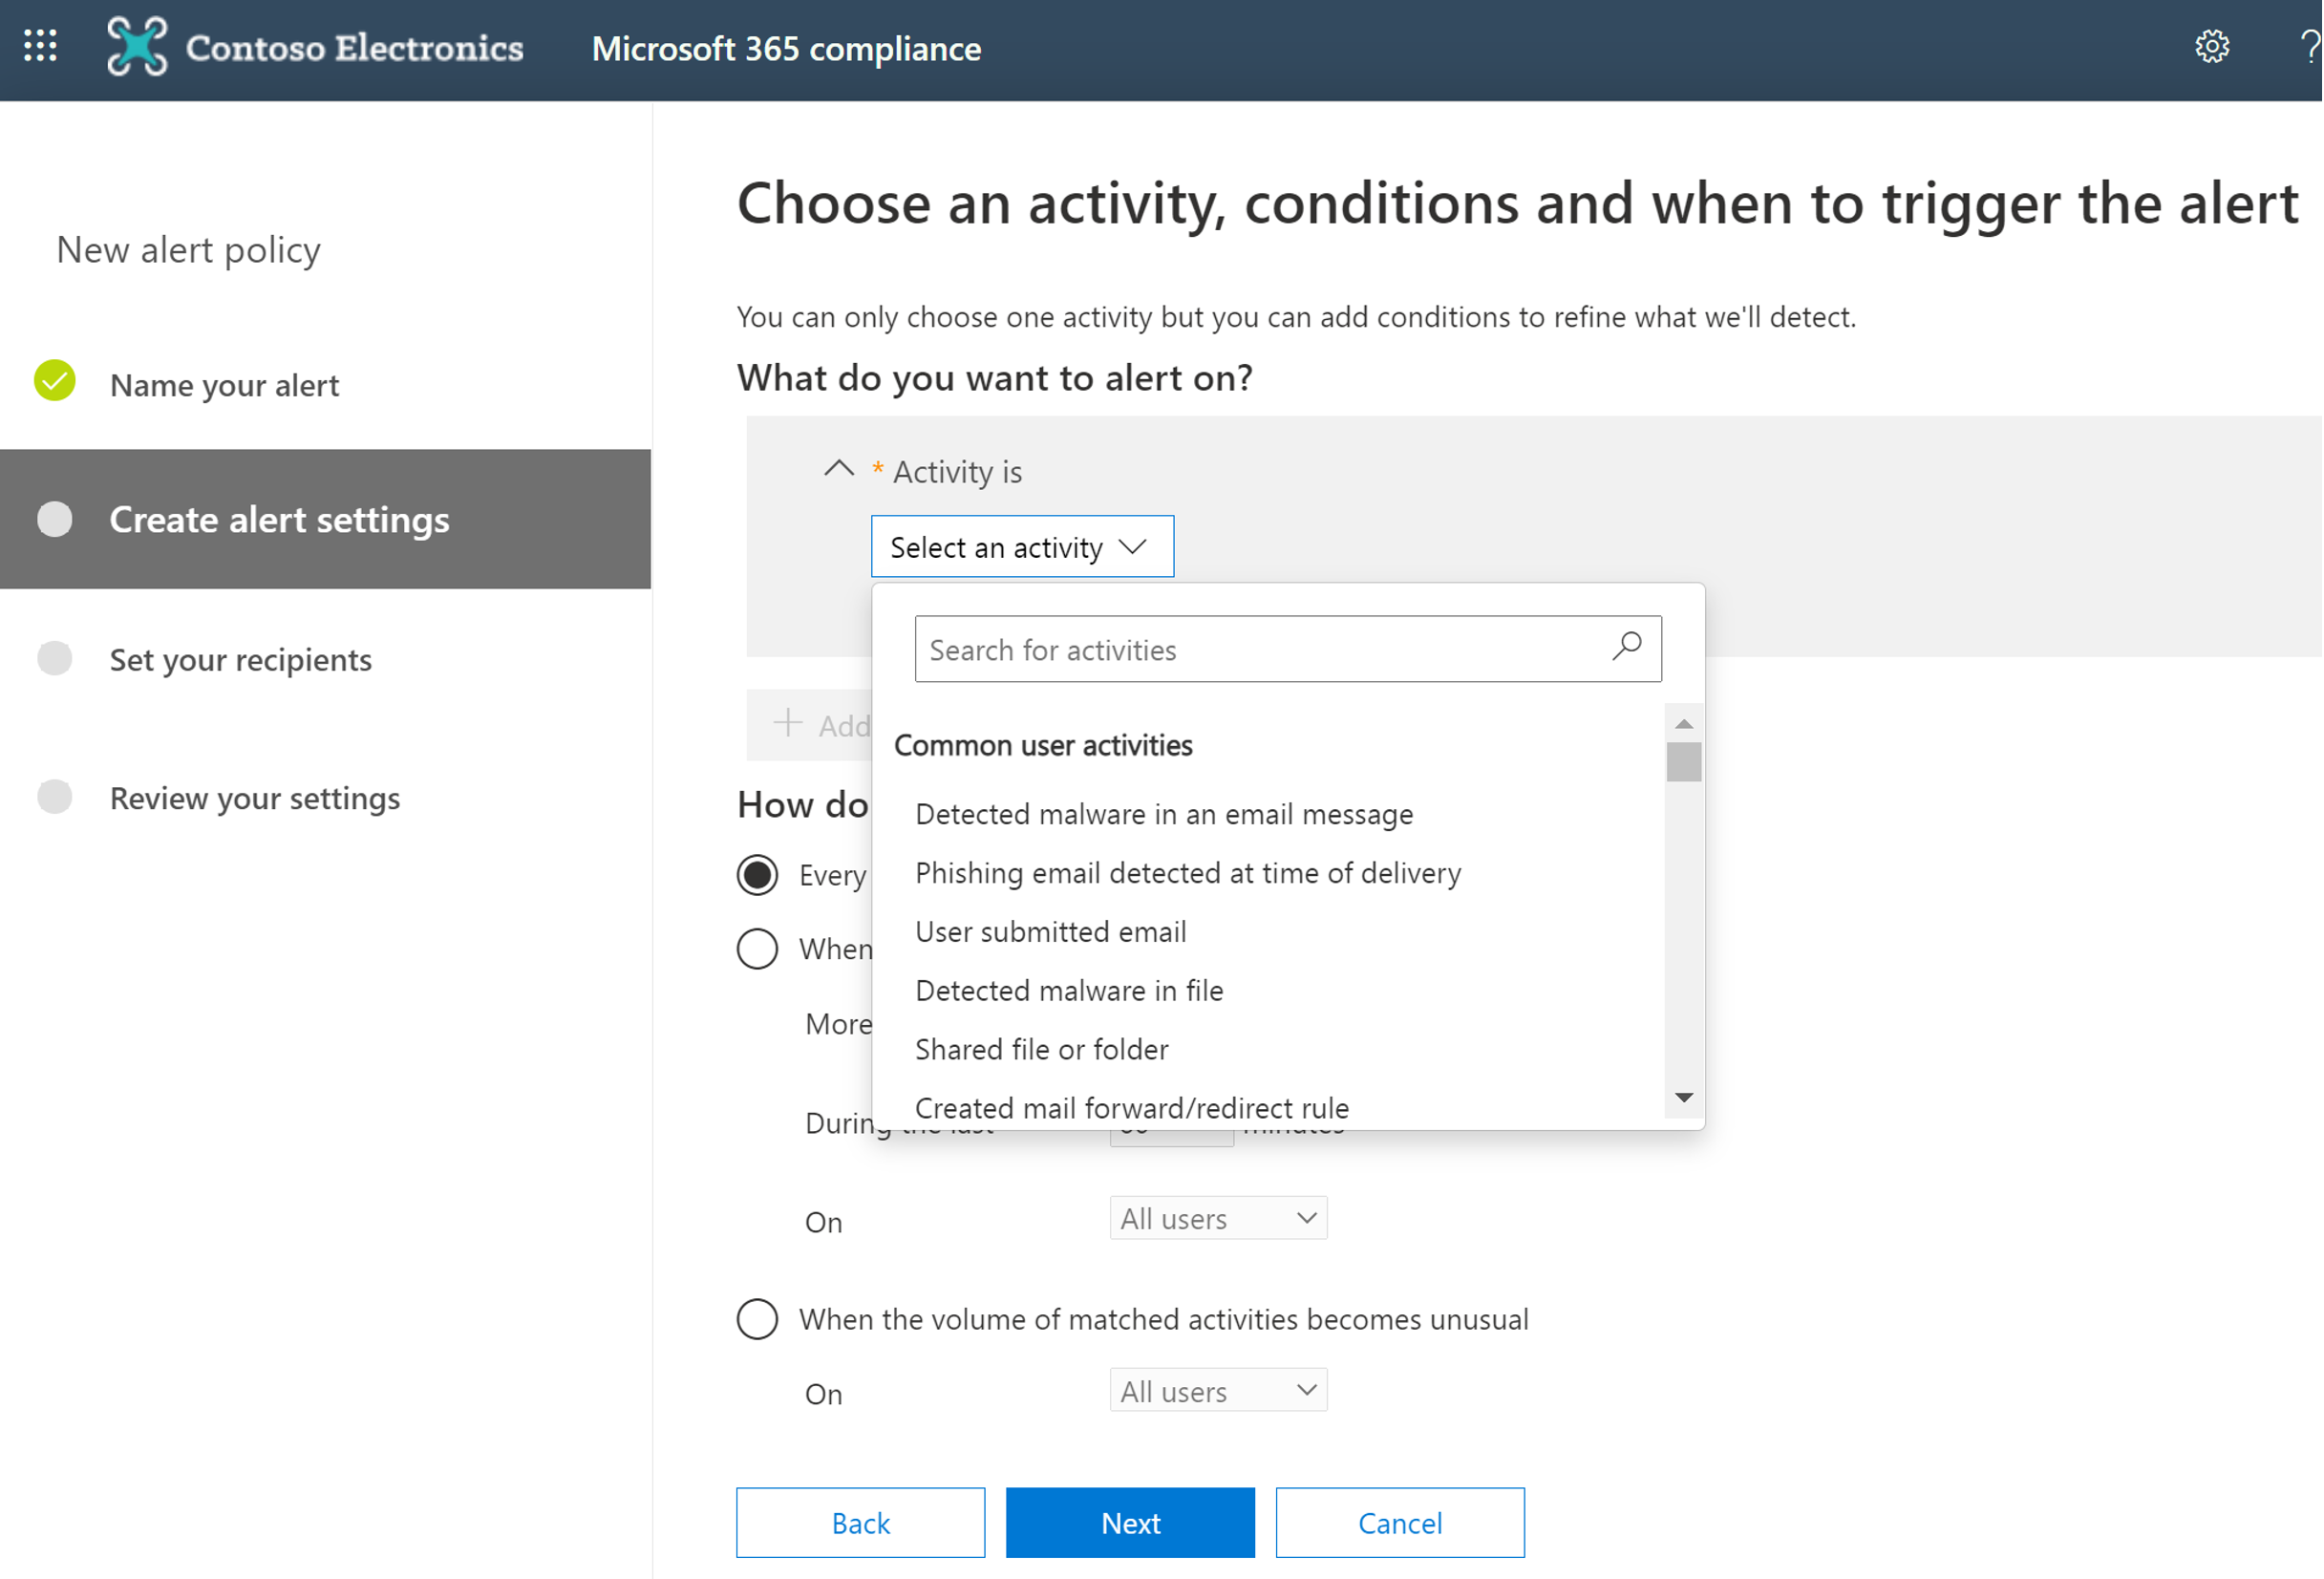 Contoso Electronics
Microsoft 365 compliance
?
New alert policy
Name your alert
Create alert settings
Set your recipients
Review your settings
Choose an activity, conditions and when to trigger the alert
You can only choose one activity but you can add conditions to refine what we'll detect.
What do you want to alert on?
* Activity is
Select an activity
Search for activities
Common user activities
Detected malware in an email message
Phishing email detected at time of delivery
User submitted email
Detected malware in file
Shared file or folder
Created mail forward/redirect rule
+ Add
How do
Every
When
More
During the last minutes
On All users
When the volume of matched activities becomes unusual
On All users
Back
Next
Cancel